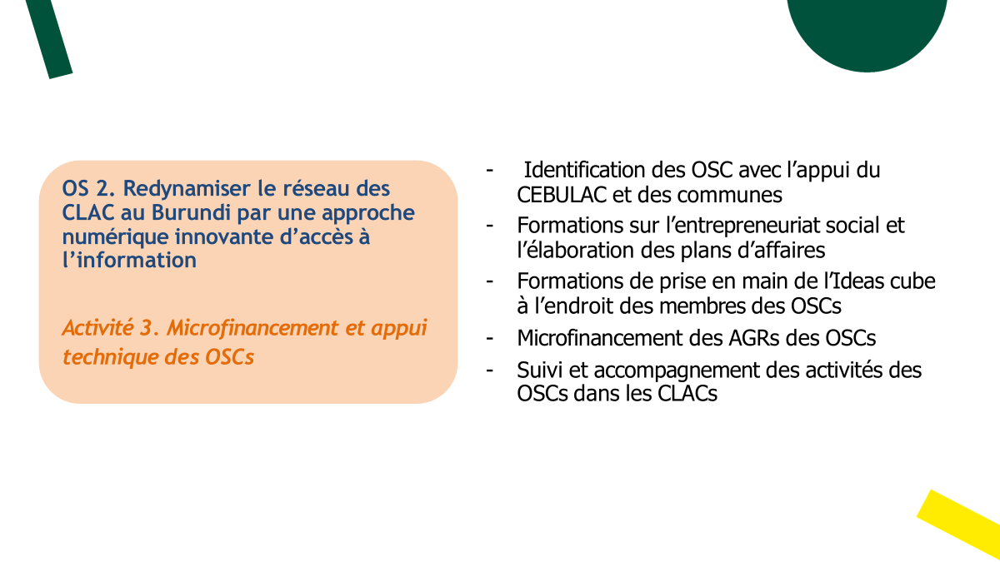 OS 2. Redynamiser le réseau des
CLAC au Burundi par une approche
numérique innovante d’accès à
l’information
Activité 3. Microfinancement et appui
technique des OSCs
- Identification des OSC avec l’appui du
CEBULAC et des communes
- Formations sur l’entrepreneuriat social et
l’élaboration des plans d’affaires
- Formations de prise en main de l’Ideas cube
à l’endroit des membres des OSCs
- Microfinancement des AGRs des OSCs
- Suivi et accompagnement des activités des
OSCs dans les CLACs